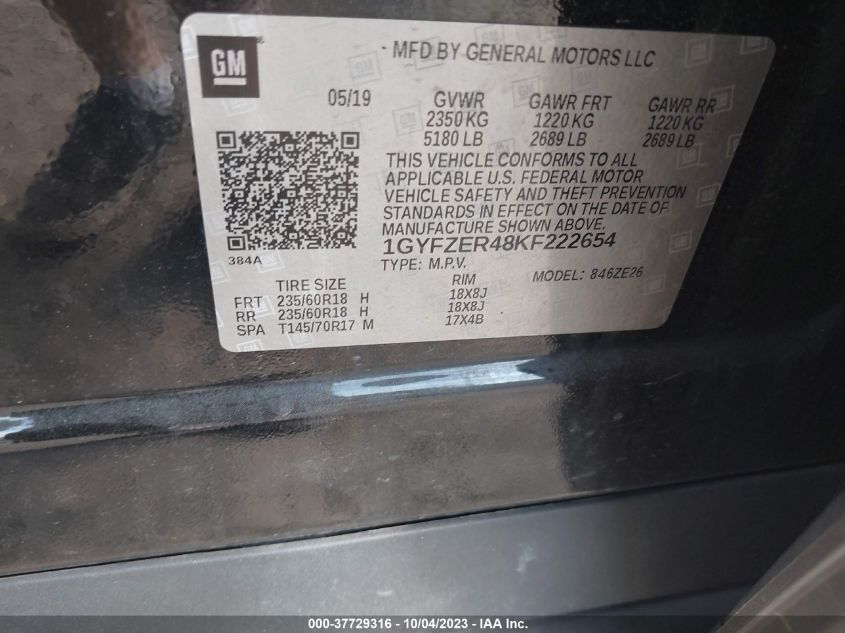 GM
MFD BY GENERAL MOTORS LLC
05/19 GVWR GAWR FRT GAWR RR
2350 KG 1220 KG 1220 KG
5180 LB 2689 LB 2689 LB
THIS VEHICLE CONFORMS TO ALL
APPLICABLE U.S. FEDERAL MOTOR
VEHICLE SAFETY AND THEFT PREVENTION
STANDARDS IN EFFECT ON THE DATE OF
MANUFACTURE SHOWN ABOVE.
384A
1GYFZER48KF222654
TYPE: M.P.V. MODEL: 846ZE26
TIRE SIZE RIM
FRT 235/60R18 H 18X8J
RR 235/60R18 H 18X8J
SPA T145/70R17 M 17X4B
000-37729316 - 10/04/2023 - IAA Inc.